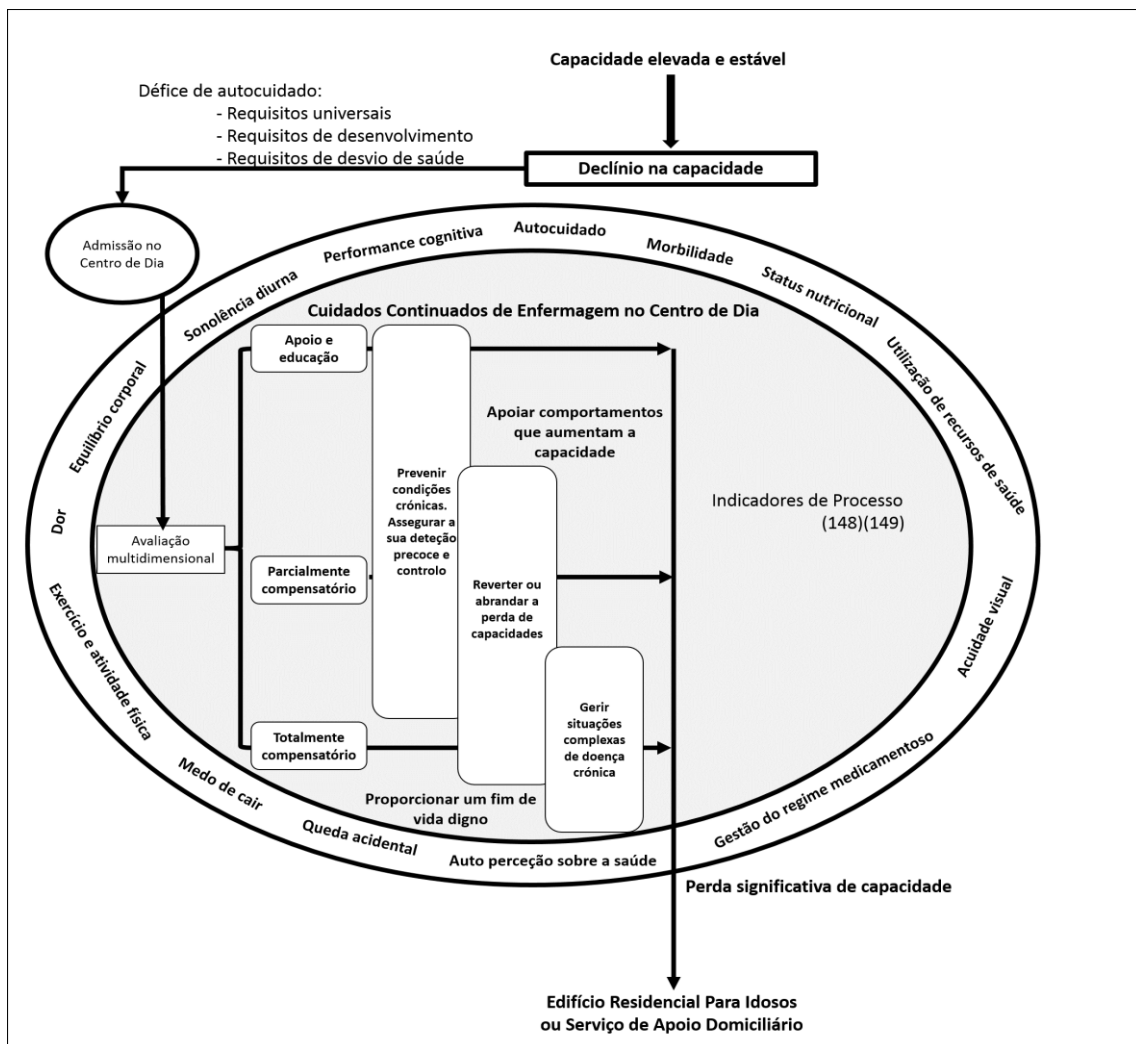 Capacidade elevada e estável
Défice de autocuidado:
- Requisitos universais
- Requisitos de desenvolvimento
- Requisitos de desvio de saúde
Declínio na capacidade
Admissão no
Centro de Dia
Dor
Equilíbrio corporal
Sonolência diurna
Performance cognitiva
Autocuidado
Morbilidade
Status nutricional
Utilização de recursos de saúde
Acuidade visual
Gestão do regime medicamentoso
Auto perceção sobre a saúde
Queda acidental
Medo de cair
Exercício e atividade física
Cuidados Continuados de Enfermagem no Centro de Dia
Avaliação
multidimensional
Apoio e
educação
Parcialmente
compensatório
Totalmente
compensatório
Prevenir
condições
crónicas.
Assegurar a
sua deteção
precoce e
controlo
Apoiar comportamentos
que aumentam a
capacidade
Reverter ou
abrandar a
perda de
capacidades
Gerir
situações
complexas
de doença
crónica
Proporcionar um fim de
vida digno
Indicadores de Processo
(148)(149)
Perda significativa de capacidade
Edifício Residencial Para Idosos
ou Serviço de Apoio Domiciliário